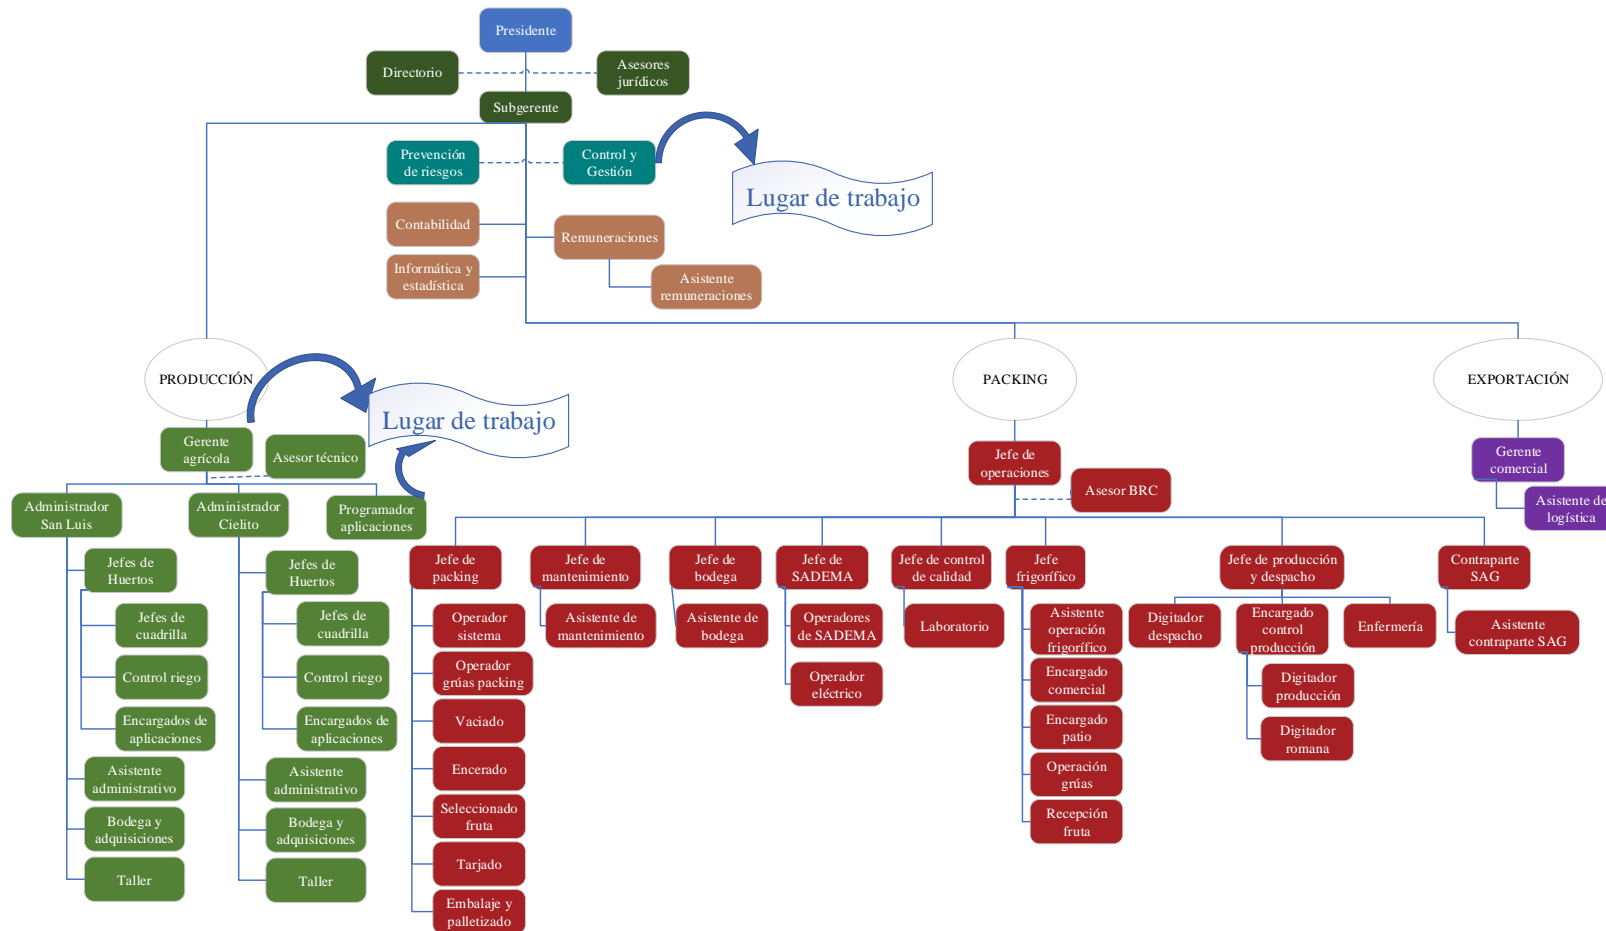 Presidente
Directorio
Asesores
jurídicos
Subgerente
Prevención
de riesgos
Control y
Gestión
Lugar de trabajo
Contabilidad
Remuneraciones
Informática y
estadística
Asistente
remuneraciones
PRODUCCIÓN
PACKING
EXPORTACIÓN
Lugar de trabajo
Gerente
agrícola
Asesor técnico
Administrador
San Luis
Administrador
Cielito
Programador
aplicaciones
Jefes de
Huertos
Jefes de
cuadrilla
Control riego
Encargados de
aplicaciones
Asistente
administrativo
Bodega y
adquisiciones
Taller
Jefes de
Huertos
Jefes de
cuadrilla
Control riego
Encargados de
aplicaciones
Asistente
administrativo
Bodega y
adquisiciones
Taller
Jefe de
operaciones
Asesor BRC
Jefe de
packing
Operador
sistema
Operador
grúas packing
Vaciado
Encerado
Seleccionado
fruta
Tarjado
Embalaje y
palletizado
Jefe de
mantenimiento
Asistente de
mantenimiento
Jefe de
bodega
Asistente de
bodega
Jefe de
SADEMA
Operadores
de SADEMA
Operador
eléctrico
Jefe de control
de calidad
Laboratorio
Jefe
frigorífico
Asistente
operación
frigorífico
Encargado
comercial
Encargado
patio
Operación
grúas
Recepción
fruta
Jefe de producción
y despacho
Digitador
despacho
Encargado
control
producción
Digitador
producción
Digitador
romana
Enfermería
Contraparte
SAG
Asistente
contraparte SAG
Gerente
comercial
Asistente de
logística